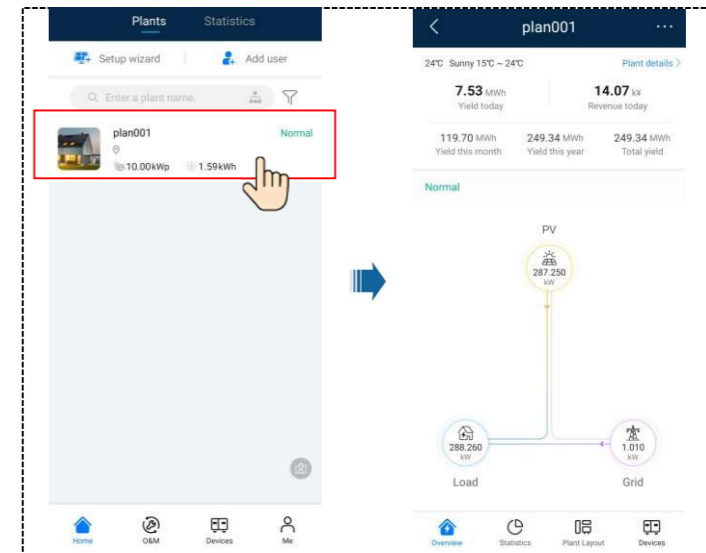 Plants Statistics
Setup wizard Add user
Enter a plant name.
plan001 Normal
10.00kWp 1.59kWh
Home O&M Devices Me
plan001 ...
24℃ Sunny 15℃ ~ 24℃ Plant details >
7.53 MWh 14.07 k¥
Yield today Revenue today
119.70 MWh 249.34 MWh 249.34 MWh
Yield this month Yield this year Total yield
Normal
PV
287.250
kW
288.260
kW
1.010
kW
Load Grid
Overview Statistics Plant Layout Devices